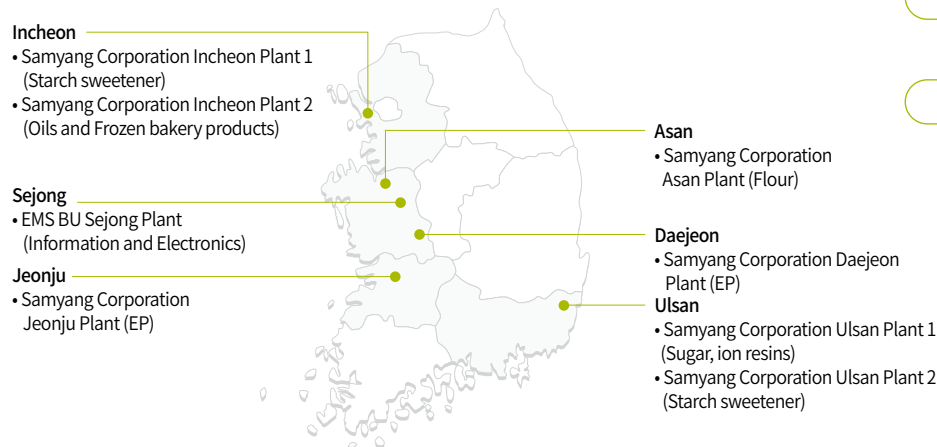 Incheon
• Samyang Corporation Incheon Plant 1
(Starch sweetener)
• Samyang Corporation Incheon Plant 2
(Oils and Frozen bakery products)
Sejong
• EMS BU Sejong Plant
(Information and Electronics)
Jeonju
• Samyang Corporation
Jeonju Plant (EP)
Asan
• Samyang Corporation
Asan Plant (Flour)
Daejeon
• Samyang Corporation Daejeon
Plant (EP)
Ulsan
• Samyang Corporation Ulsan Plant 1
(Sugar, ion resins)
• Samyang Corporation Ulsan Plant 2
(Starch sweetener)